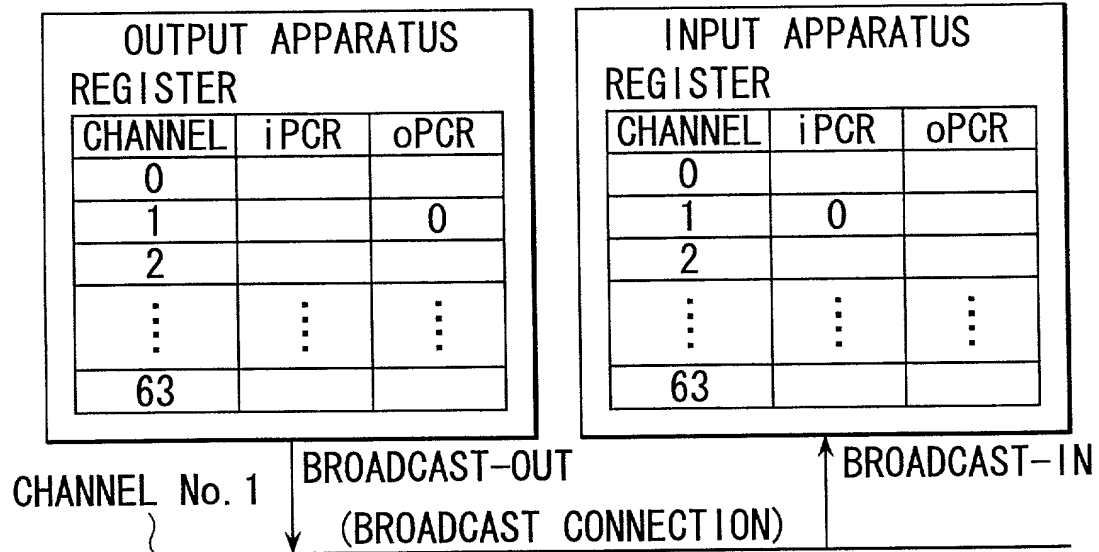 OUTPUT APPARATUS
REGISTER
CHANNEL iPCR oPCR
0
1 0
2
⋮ ⋮ ⋮
63
INPUT APPARATUS
REGISTER
CHANNEL iPCR oPCR
0
1 0
2
⋮ ⋮ ⋮
63
BROADCAST-OUT
BROADCAST-IN
CHANNEL No.1
(BROADCAST CONNECTION)